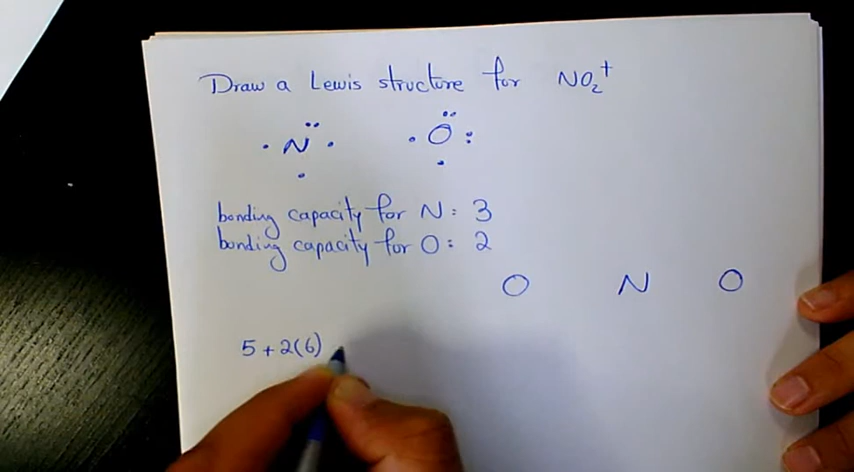 Draw a Lewis structure for NO₂⁺
N O
bonding capacity for N: 3
bonding capacity for O: 2
O N O
5 + 2(6)